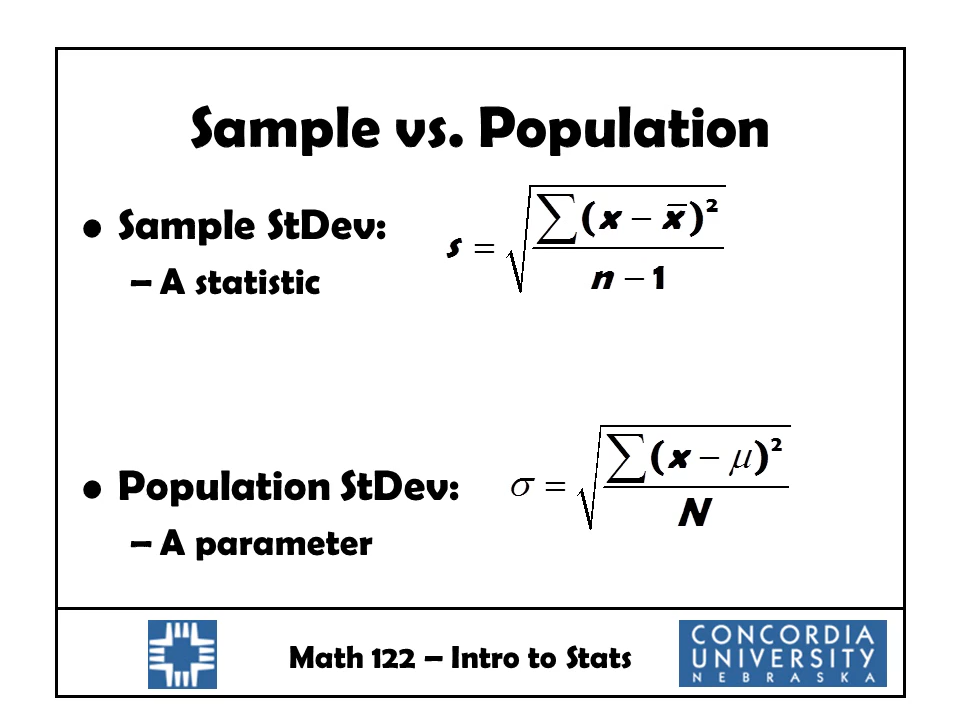 Sample vs. Population
• Sample StDev:
– A statistic
s = √(∑(x − x̅)² / (n − 1))
• Population StDev:
– A parameter
σ = √(∑(x − μ)² / N)
Math 122 – Intro to Stats
CONCORDIA
UNIVERSITY
NEBRASKA